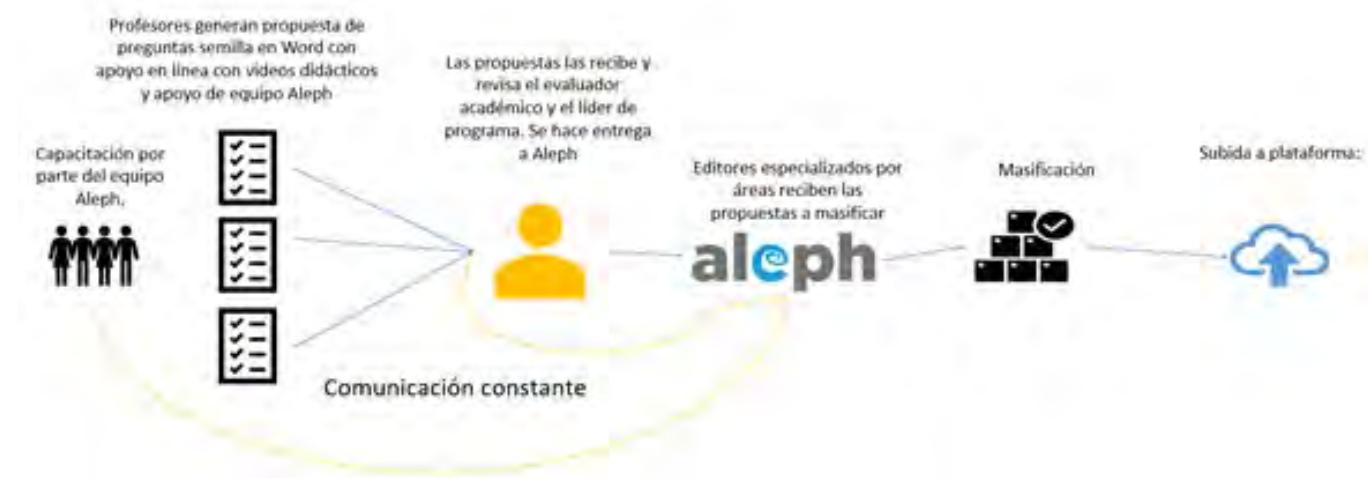 Profesores generan propuesta de
preguntas semilla en Word con
apoyo en línea con videos didácticos
y apoyo de equipo Aleph
Las propuestas las recibe y
revisa el evaluador
académico y el líder de
programa. Se hace entrega
a Aleph
Capacitación por
parte del equipo
Aleph.
Editores especializados por
áreas reciben las
propuestas a masificar
aleph
Masificación
Subida a plataforma:
Comunicación constante